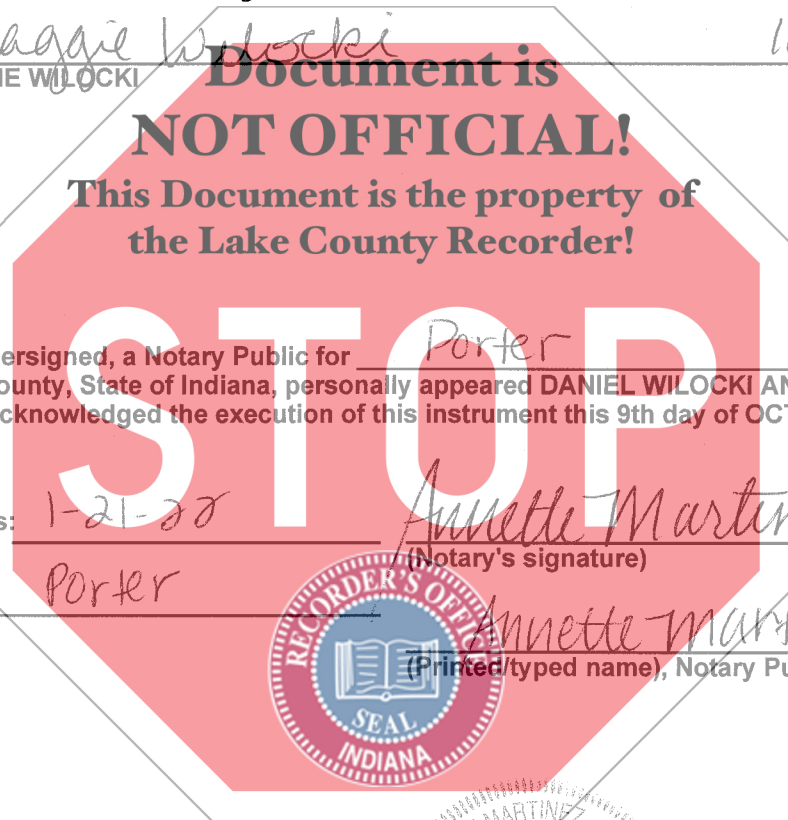 aggie Wilocki
IE WILOCKI
Document is
NOT OFFICIAL!
This Document is the property of
the Lake County Recorder!
STOP
ersigned, a Notary Public for Porter
ounty, State of Indiana, personally appeared DANIEL WILOCKI AN
cknowledged the execution of this instrument this 9th day of OCT
s: 1-21-22
Annette Martin
(Notary's signature)
Porter
Annette Mart
(Printed/typed name), Notary Pu
RECORDER'S OFFICE
SEAL
INDIANA
MARTINEZ